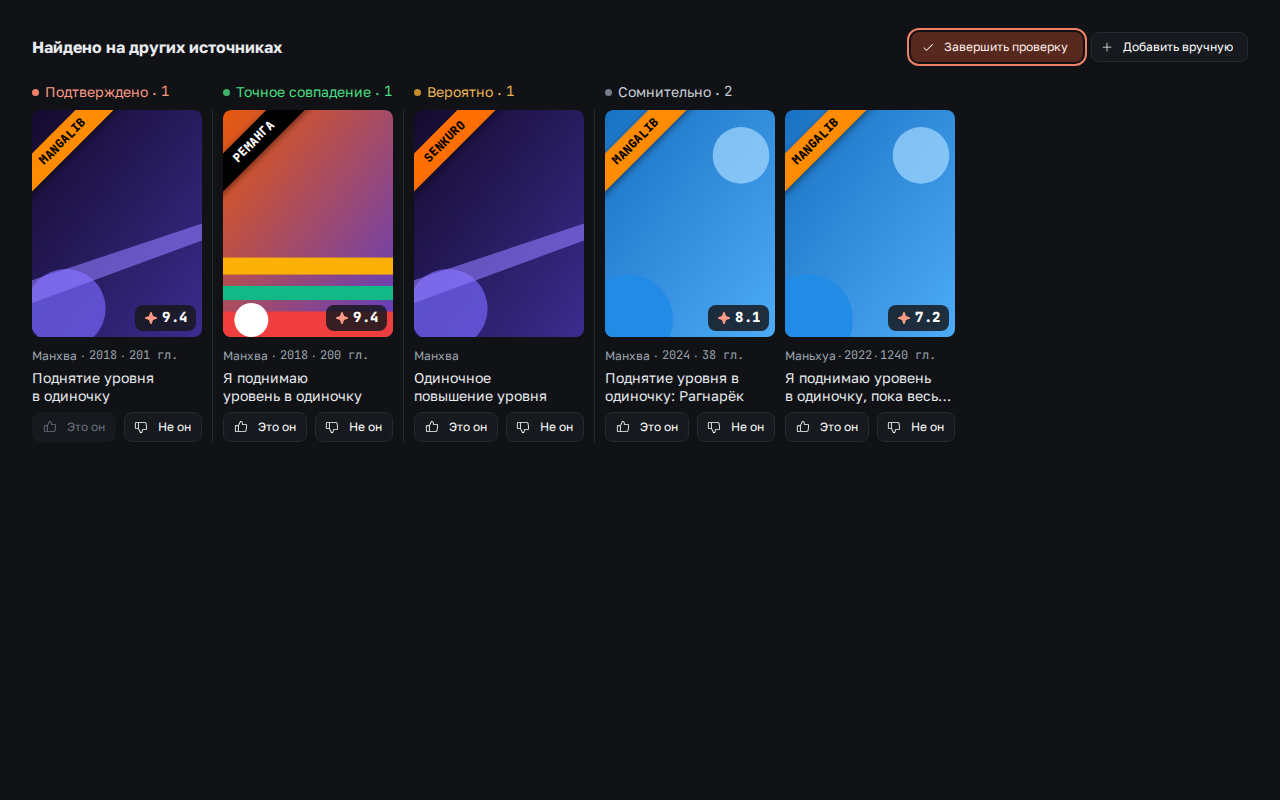 Найдено на других источниках
Завершить проверку
Добавить вручную
Подтверждено · 1
Точное совпадение · 1
Вероятно · 1
Сомнительно · 2
MANGALIB
РЕМАНГА
SENKURO
MANGALIB
MANGALIB
9.4
9.4
8.1
7.2
Манхва · 2018 · 201 гл.
Поднятие уровня
в одиночку
Это он
Не он
Манхва · 2018 · 200 гл.
Я поднимаю
уровень в одиночку
Это он
Не он
Манхва
Одиночное
повышение уровня
Это он
Не он
Манхва · 2024 · 38 гл.
Поднятие уровня в
одиночку: Рагнарёк
Это он
Не он
Маньхуа · 2022 · 1240 гл.
Я поднимаю уровень
в одиночку, пока весь...
Это он
Не он